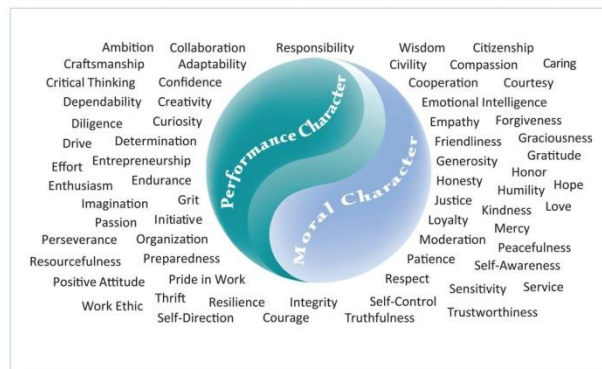 Ambition Collaboration Responsibility Wisdom Citizenship
Craftsmanship Adaptability Civility Compassion Caring
Critical Thinking Confidence Cooperation Courtesy
Dependability Creativity Emotional Intelligence
Diligence Curiosity Empathy Forgiveness
Drive Determination Friendliness Graciousness
Effort Entrepreneurship Generosity Gratitude
Enthusiasm Endurance Honesty Humility Honor Hope
Imagination Grit Justice Kindness Love
Passion Initiative Loyalty Mercy
Perseverance Organization Moderation Peacefulness
Resourcefulness Preparedness Patience Self-Awareness
Positive Attitude Pride in Work Respect Sensitivity Service
Work Ethic Thrift Resilience Integrity Self-Control Trustworthiness
Self-Direction Courage Truthfulness
Performance Character
Moral Character